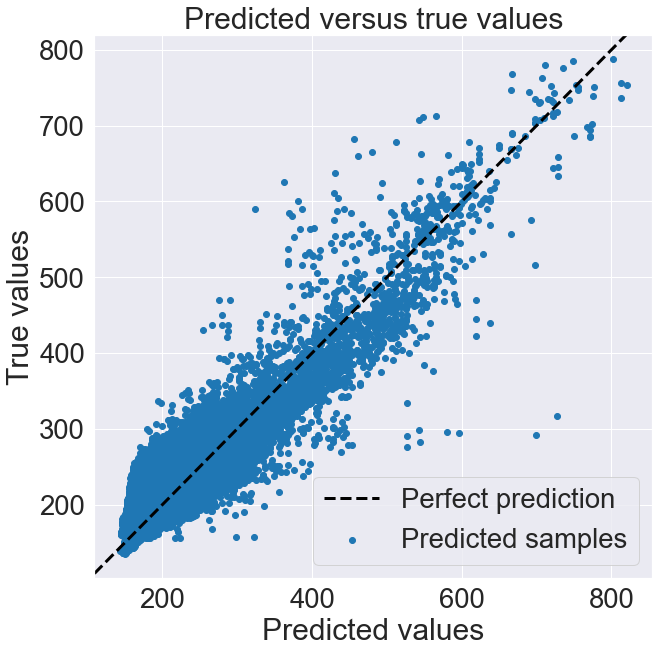 Predicted versus true values
800
700
600
500
400
300
200
True values
Perfect prediction
Predicted samples
200 400 600 800
Predicted values